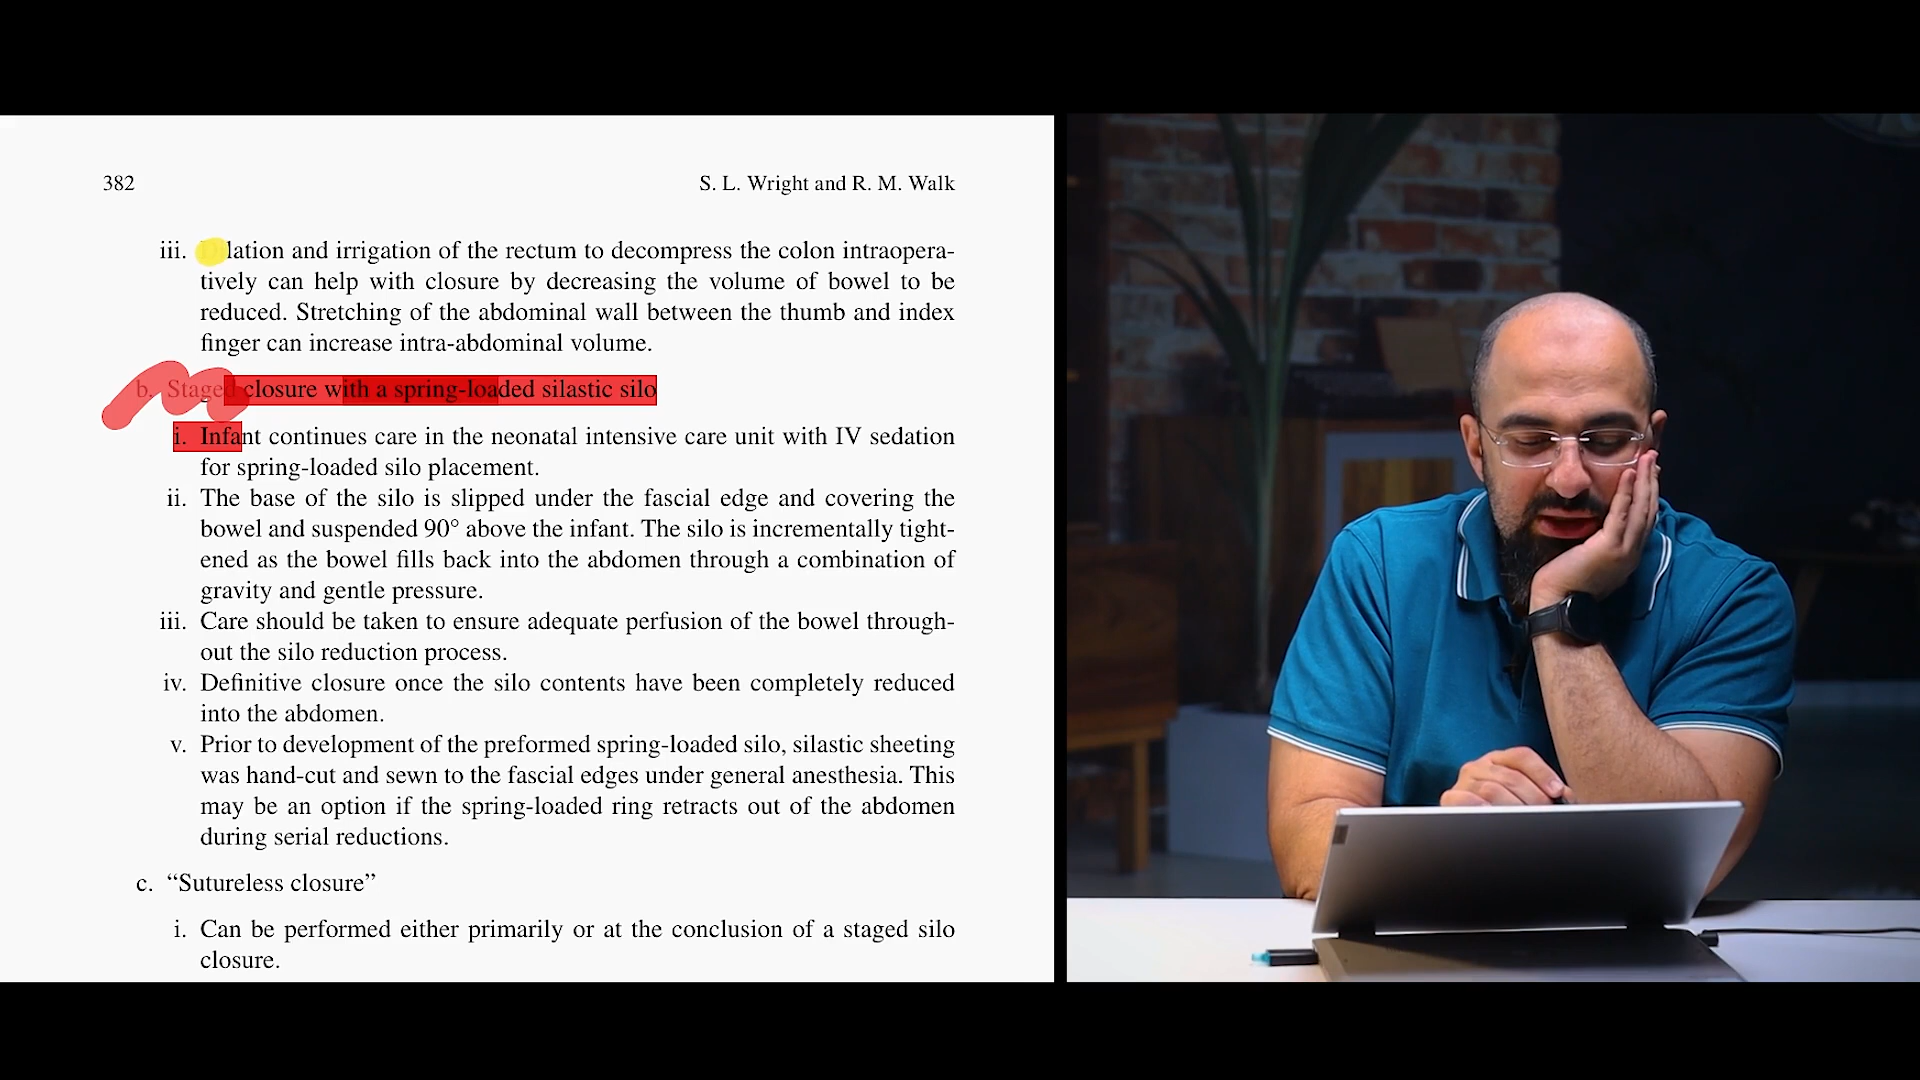 382
S. L. Wright and R. M. Walk
iii. Dilation and irrigation of the rectum to decompress the colon intraopera-
tively can help with closure by decreasing the volume of bowel to be
reduced. Stretching of the abdominal wall between the thumb and index
finger can increase intra-abdominal volume.
b. Staged closure with a spring-loaded silastic silo
i. Infant continues care in the neonatal intensive care unit with IV sedation
for spring-loaded silo placement.
ii. The base of the silo is slipped under the fascial edge and covering the
bowel and suspended 90° above the infant. The silo is incrementally tight-
ened as the bowel fills back into the abdomen through a combination of
gravity and gentle pressure.
iii. Care should be taken to ensure adequate perfusion of the bowel through-
out the silo reduction process.
iv. Definitive closure once the silo contents have been completely reduced
into the abdomen.
v. Prior to development of the preformed spring-loaded silo, silastic sheeting
was hand-cut and sewn to the fascial edges under general anesthesia. This
may be an option if the spring-loaded ring retracts out of the abdomen
during serial reductions.
c. “Sutureless closure”
i. Can be performed either primarily or at the conclusion of a staged silo
closure.